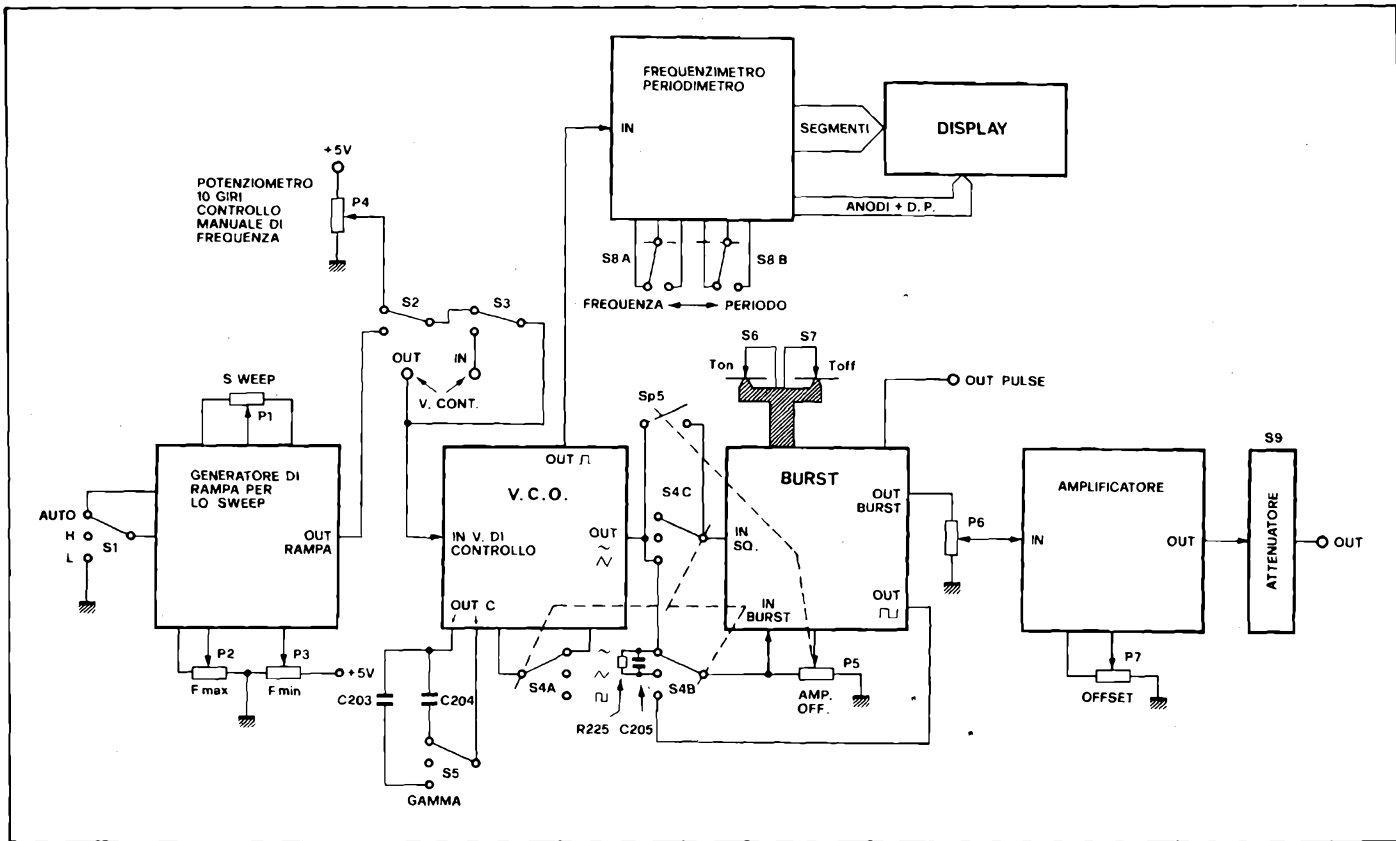 FREQUENZIMETRO
PERIODIMETRO
IN
SEGMENTI
DISPLAY
ANODI + D.P.
S8A
S8B
FREQUENZA
PERIODO
+5V
POTENZIOMETRO
10 GIRI
CONTROLLO
MANUALE DI
FREQUENZA
P4
S2
S3
OUT
IN
V. CONT.
S WEEP
P1
GENERATORE DI
RAMPA PER
LO SWEEP
OUT
RAMPA
AUTO
H
L
S1
P2
F max
P3
F min
+5V
OUT
V.C.O.
IN V. DI
CONTROLLO
OUT
OUT C
C203
C204
S5
GAMMA
S4A
Sp5
S4C
R225
C205
S4B
S6
S7
Ton
Toff
OUT PULSE
BURST
OUT
BURST
IN
SQ.
OUT
IN
BURST
P5
AMP.
OFF.
P6
AMPLIFICATORE
IN
OUT
P7
OFFSET
S9
ATTENUATORE
OUT